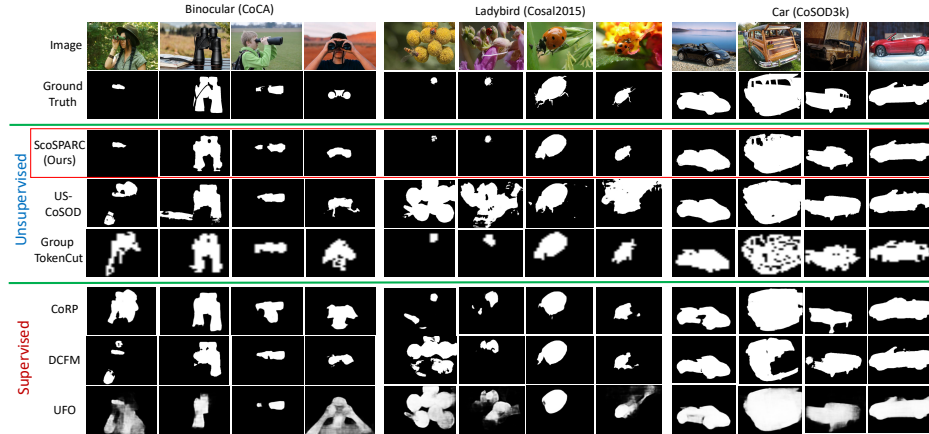 Binocular (CoCA)
Ladybird (Cosal2015)
Car (CoSOD3k)
Image
Ground
Truth
Unsupervised
ScoSPARC
(Ours)
US-
CoSOD
Group
TokenCut
Supervised
CoRP
DCFM
UFO